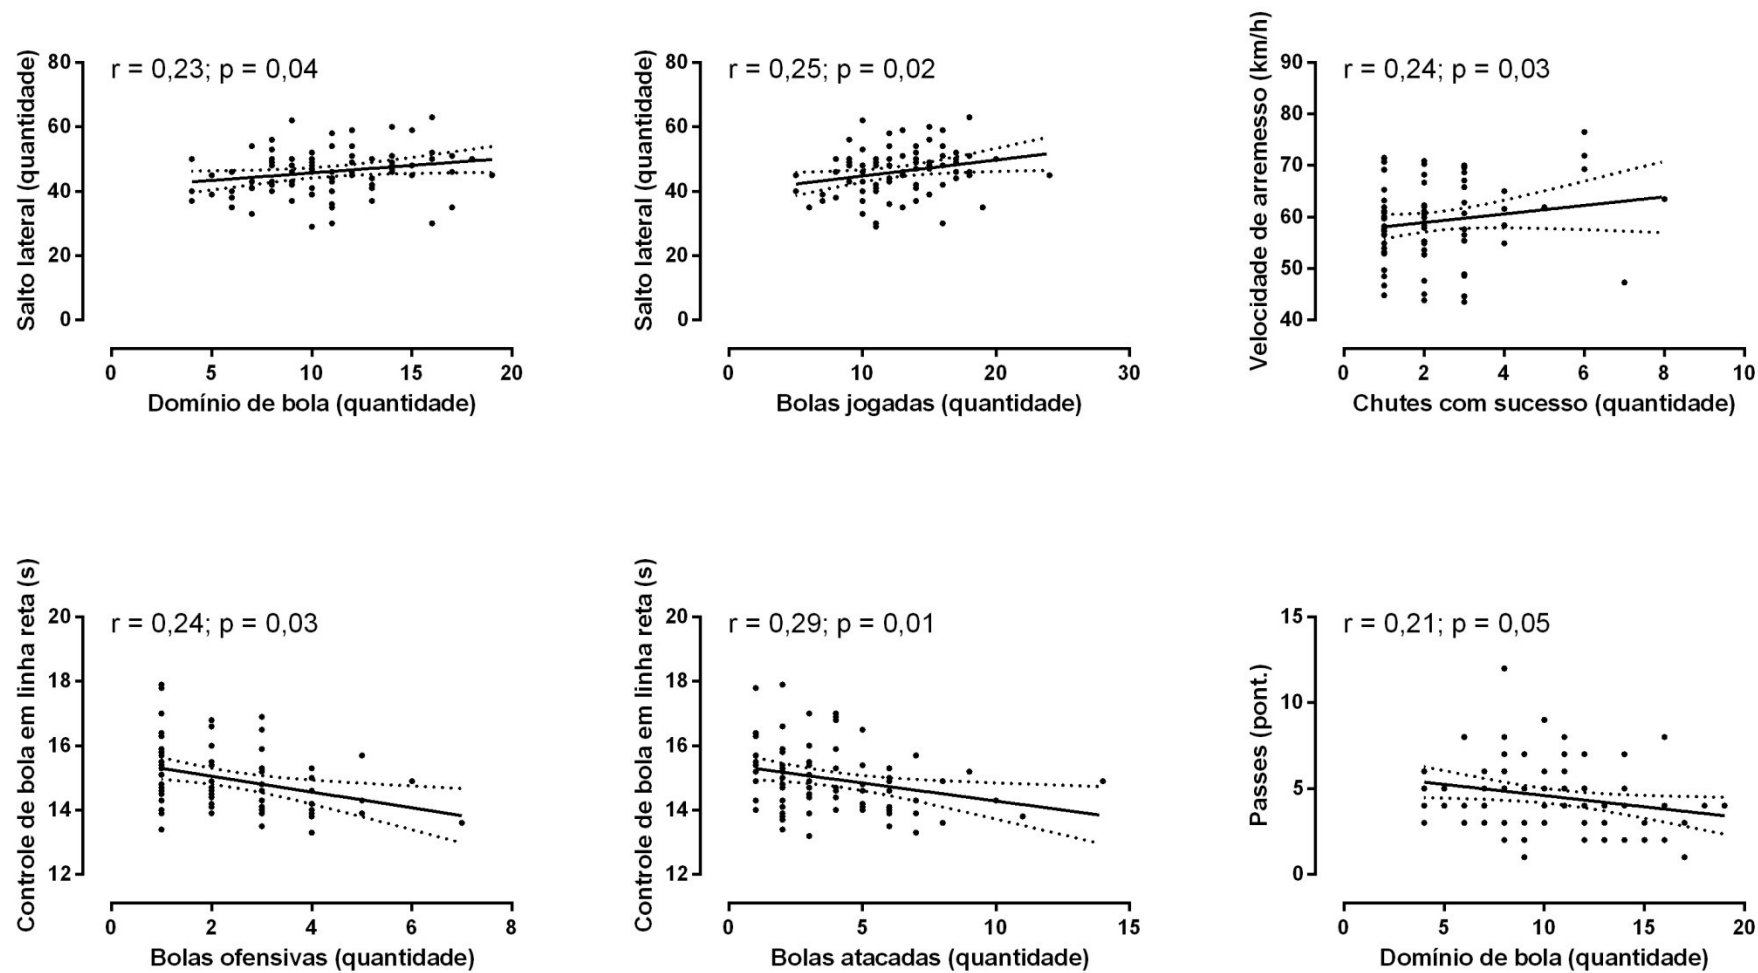 r = 0,23; p = 0,04
Salto lateral (quantidade)
80
60
40
20
0
0 5 10 15 20
Domínio de bola (quantidade)
r = 0,25; p = 0,02
Salto lateral (quantidade)
80
60
40
20
0
0 10 20 30
Bolas jogadas (quantidade)
r = 0,24; p = 0,03
Velocidade de arremesso (km/h)
90
80
70
60
50
40
0 2 4 6 8 10
Chutes com sucesso (quantidade)
r = 0,24; p = 0,03
Controle de bola em linha reta (s)
20
18
16
14
12
0 2 4 6 8
Bolas ofensivas (quantidade)
r = 0,29; p = 0,01
Controle de bola em linha reta (s)
20
18
16
14
12
0 5 10 15
Bolas atacadas (quantidade)
r = 0,21; p = 0,05
Passes (pont.)
15
10
5
0
0 5 10 15 20
Domínio de bola (quantidade)